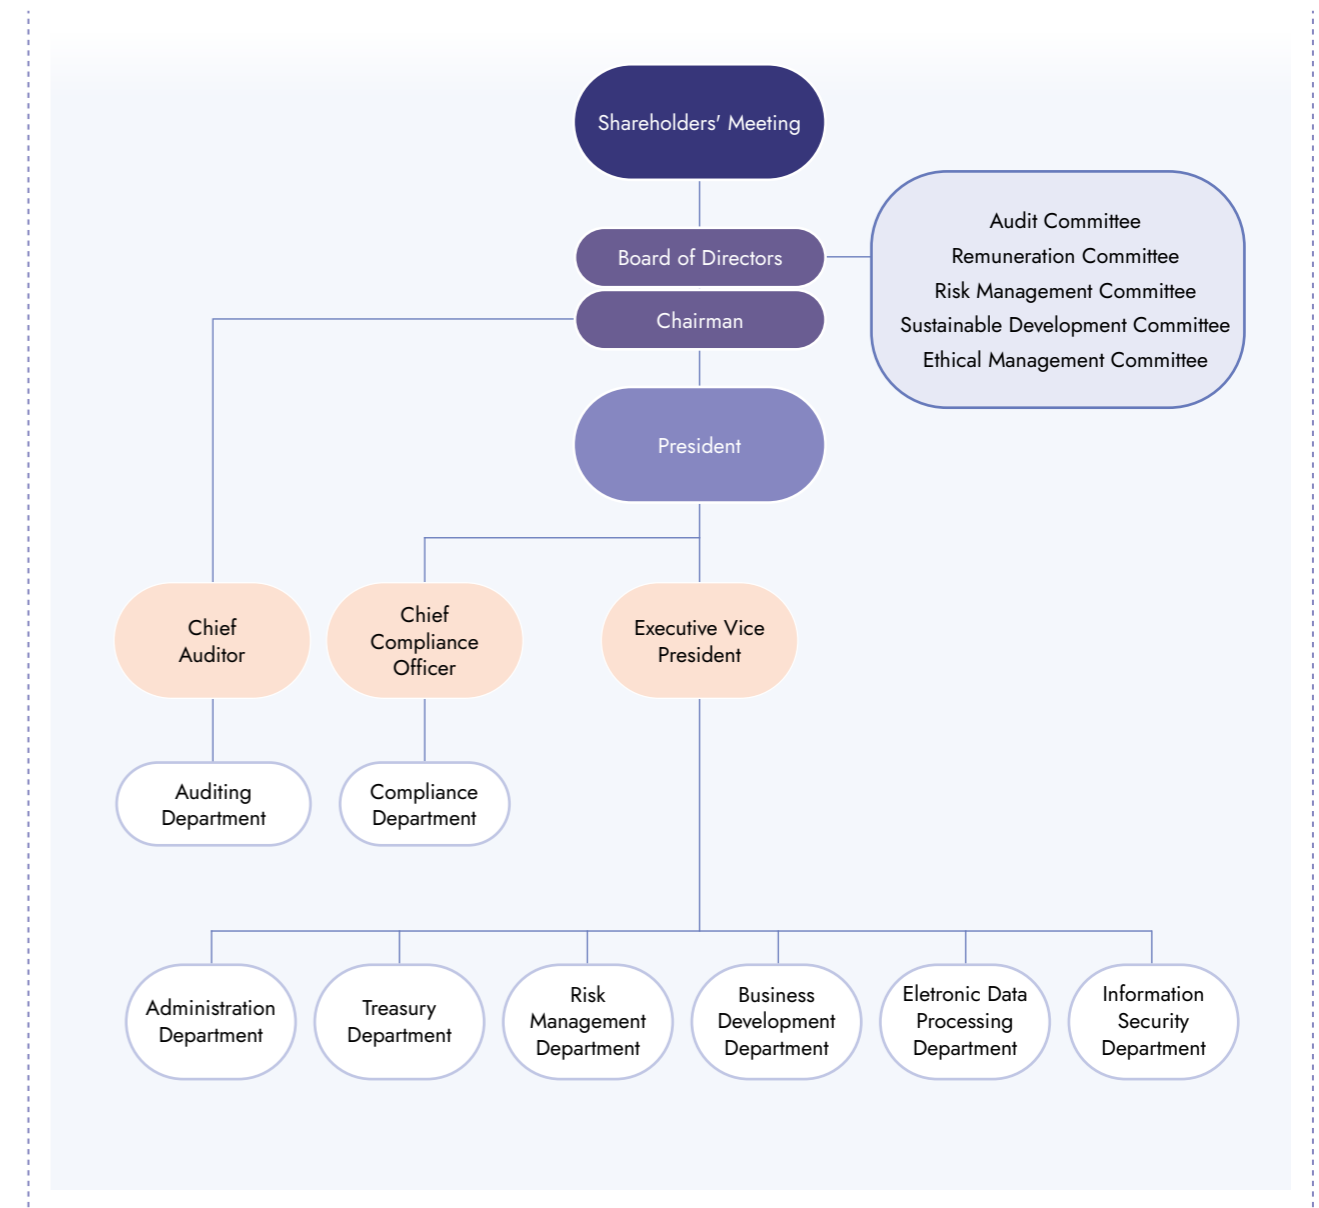 Shareholders' Meeting
Board of Directors
Chairman
Audit Committee
Remuneration Committee
Risk Management Committee
Sustainable Development Committee
Ethical Management Committee
President
Chief
Auditor
Chief
Compliance
Officer
Executive Vice
President
Auditing
Department
Compliance
Department
Administration
Department
Treasury
Department
Risk
Management
Department
Business
Development
Department
Eletronic Data
Processing
Department
Information
Security
Department